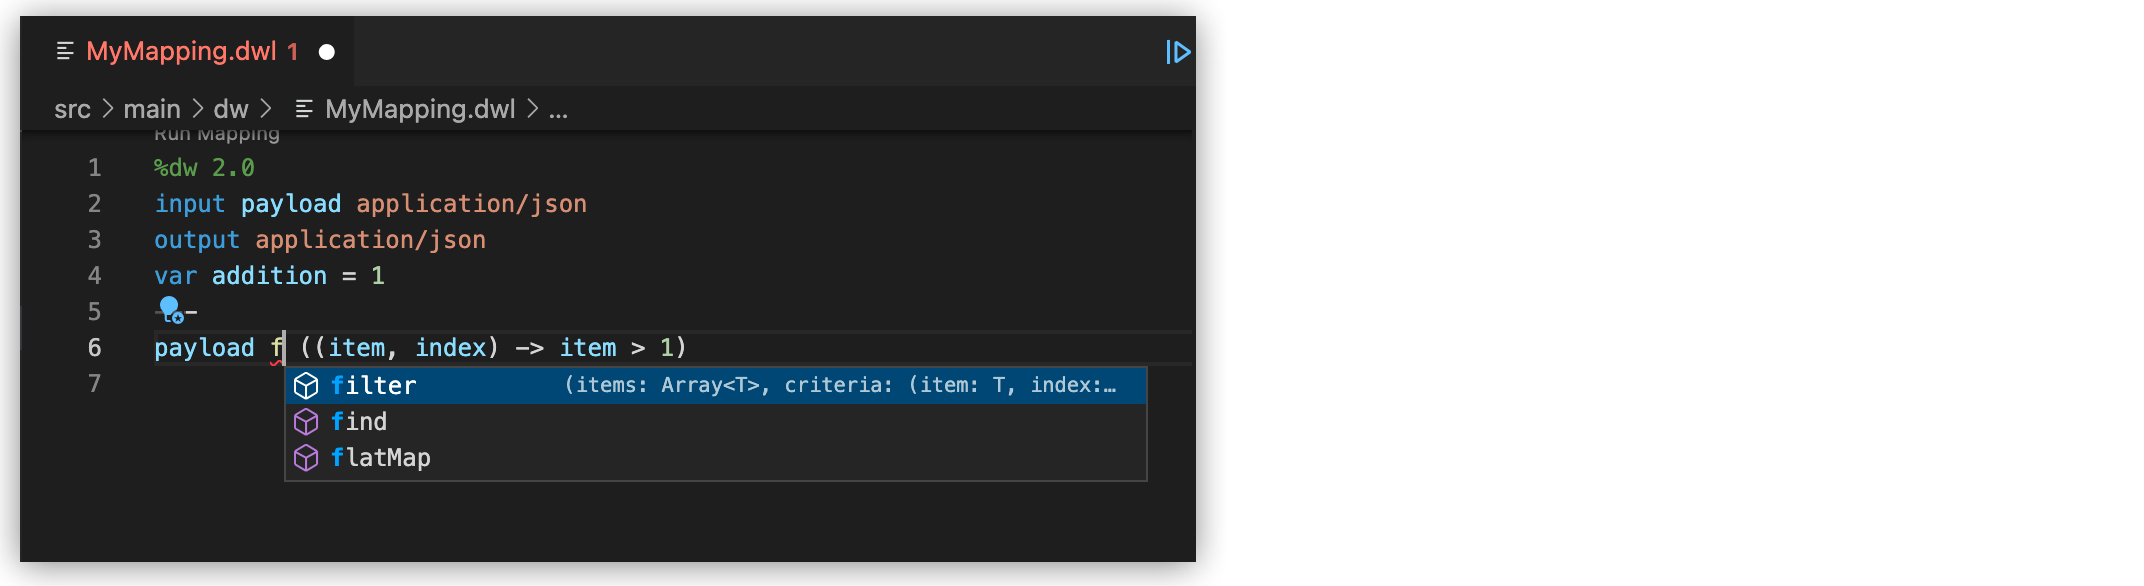 MyMapping.dwl 1
src > main > dw > MyMapping.dwl > ...
Run Mapping
1 %dw 2.0
2 input payload application/json
3 output application/json
4 var addition = 1
5 ---
6 payload f ((item, index) -> item > 1)
7
filter (items: Array<T>, criteria: (item: T, index:…
find
flatMap